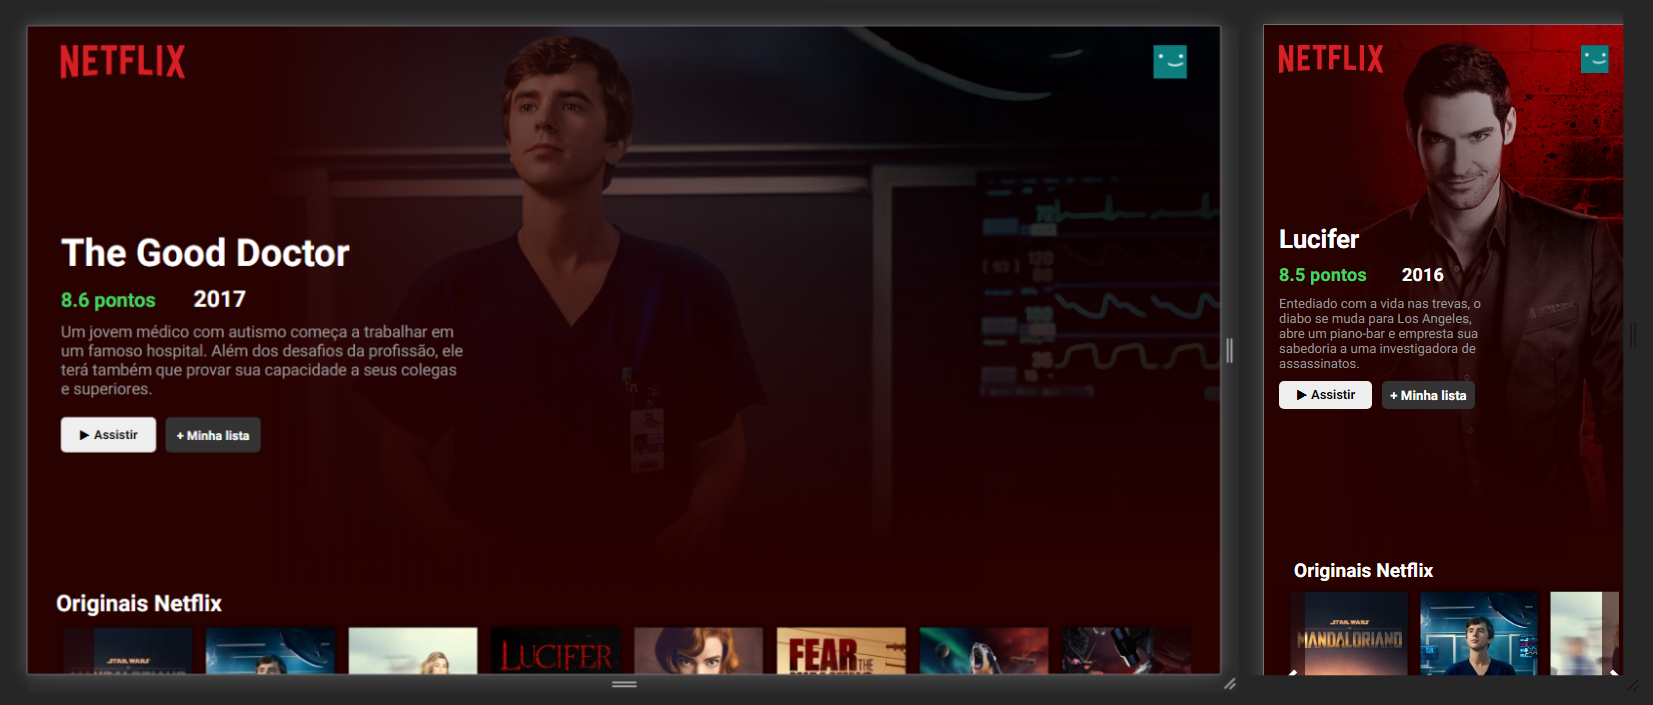 NETFLIX
The Good Doctor
8.6 pontos 2017
Um jovem médico com autismo começa a trabalhar em
um famoso hospital. Além dos desafios da profissão, ele
terá também que provar sua capacidade a seus colegas
e superiores.
▶ Assistir
+ Minha lista
Originais Netflix
STAR WARS
MANDALORIANO
LUCIFER
FEAR THE
NETFLIX
Lucifer
8.5 pontos 2016
Entediado com a vida nas trevas, o
diabo se muda para Los Angeles,
abre um piano-bar e empresta sua
sabedoria a uma investigadora de
assassinatos.
▶ Assistir
+ Minha lista
Originais Netflix
STAR WARS
MANDALORIANO